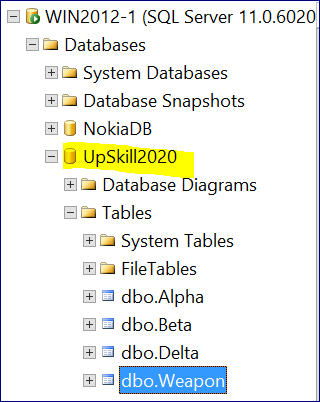 WIN2012-1 (SQL Server 11.0.6020
Databases
System Databases
Database Snapshots
NokiaDB
UpSkill2020
Database Diagrams
Tables
System Tables
FileTables
dbo.Alpha
dbo.Beta
dbo.Delta
dbo.Weapon